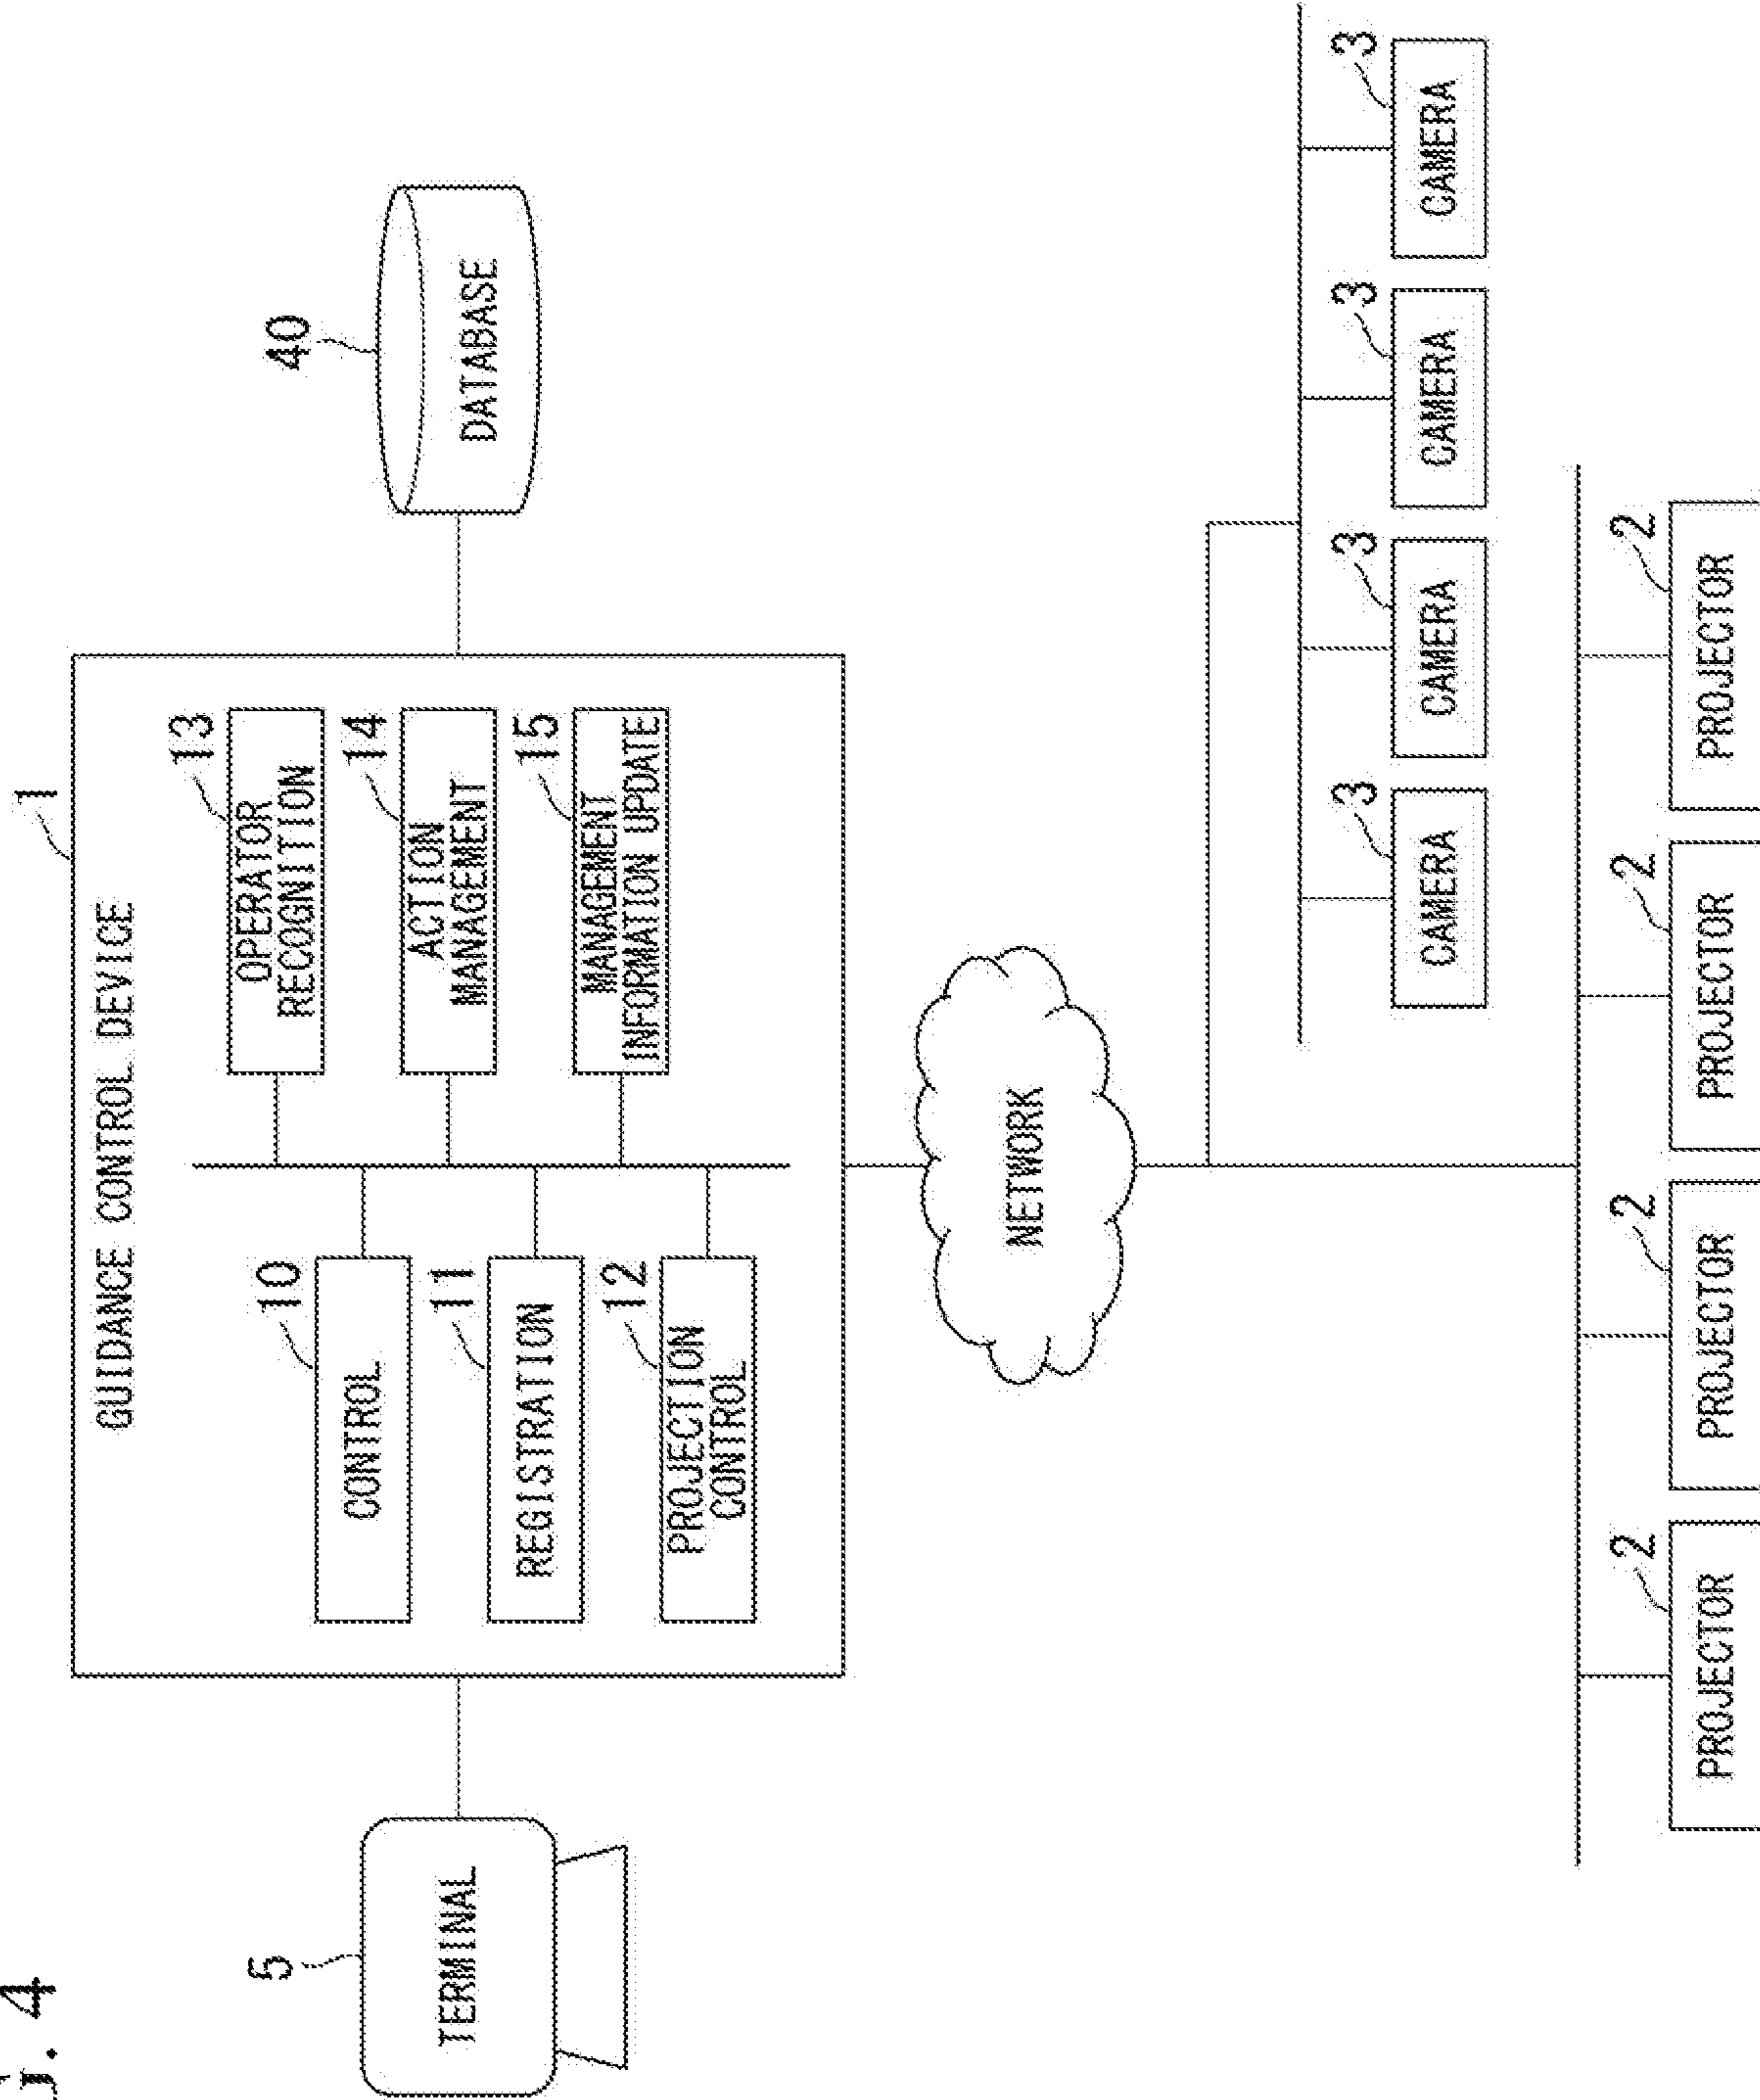 G. 4
1
GUIDANCE CONTROL DEVICE
10
CONTROL
11
REGISTRATION
12
PROJECTION
CONTROL
13
OPERATOR
RECOGNITION
14
ACTION
MANAGEMENT
15
MANAGEMENT
INFORMATION UPDATE
5
TERMINAL
40
DATABASE
NETWORK
3
CAMERA
3
CAMERA
3
CAMERA
3
CAMERA
2
PROJECTOR
2
PROJECTOR
2
PROJECTOR
2
PROJECTOR